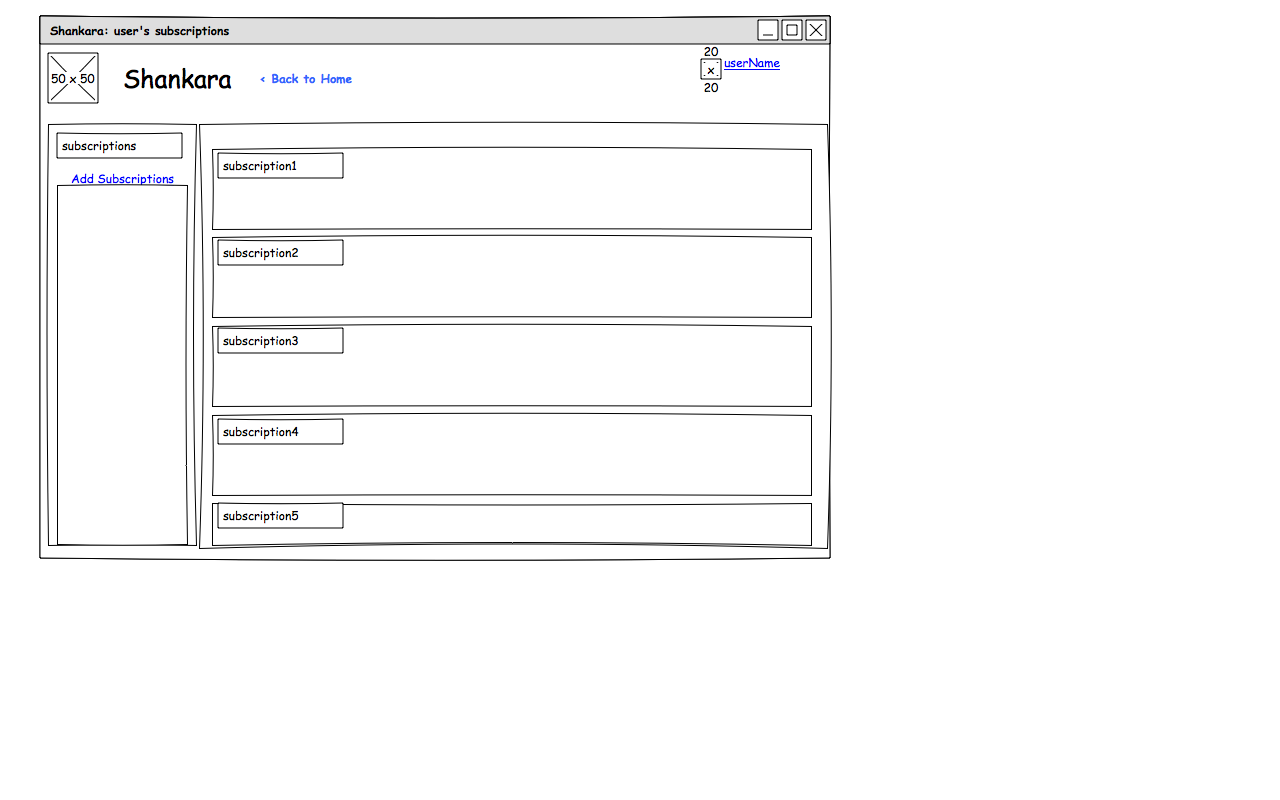 Shankara: user's subscriptions
20
50 x 50
Shankara
< Back to Home
x
userName
20
subscriptions
Add Subscriptions
subscription1
subscription2
subscription3
subscription4
subscription5